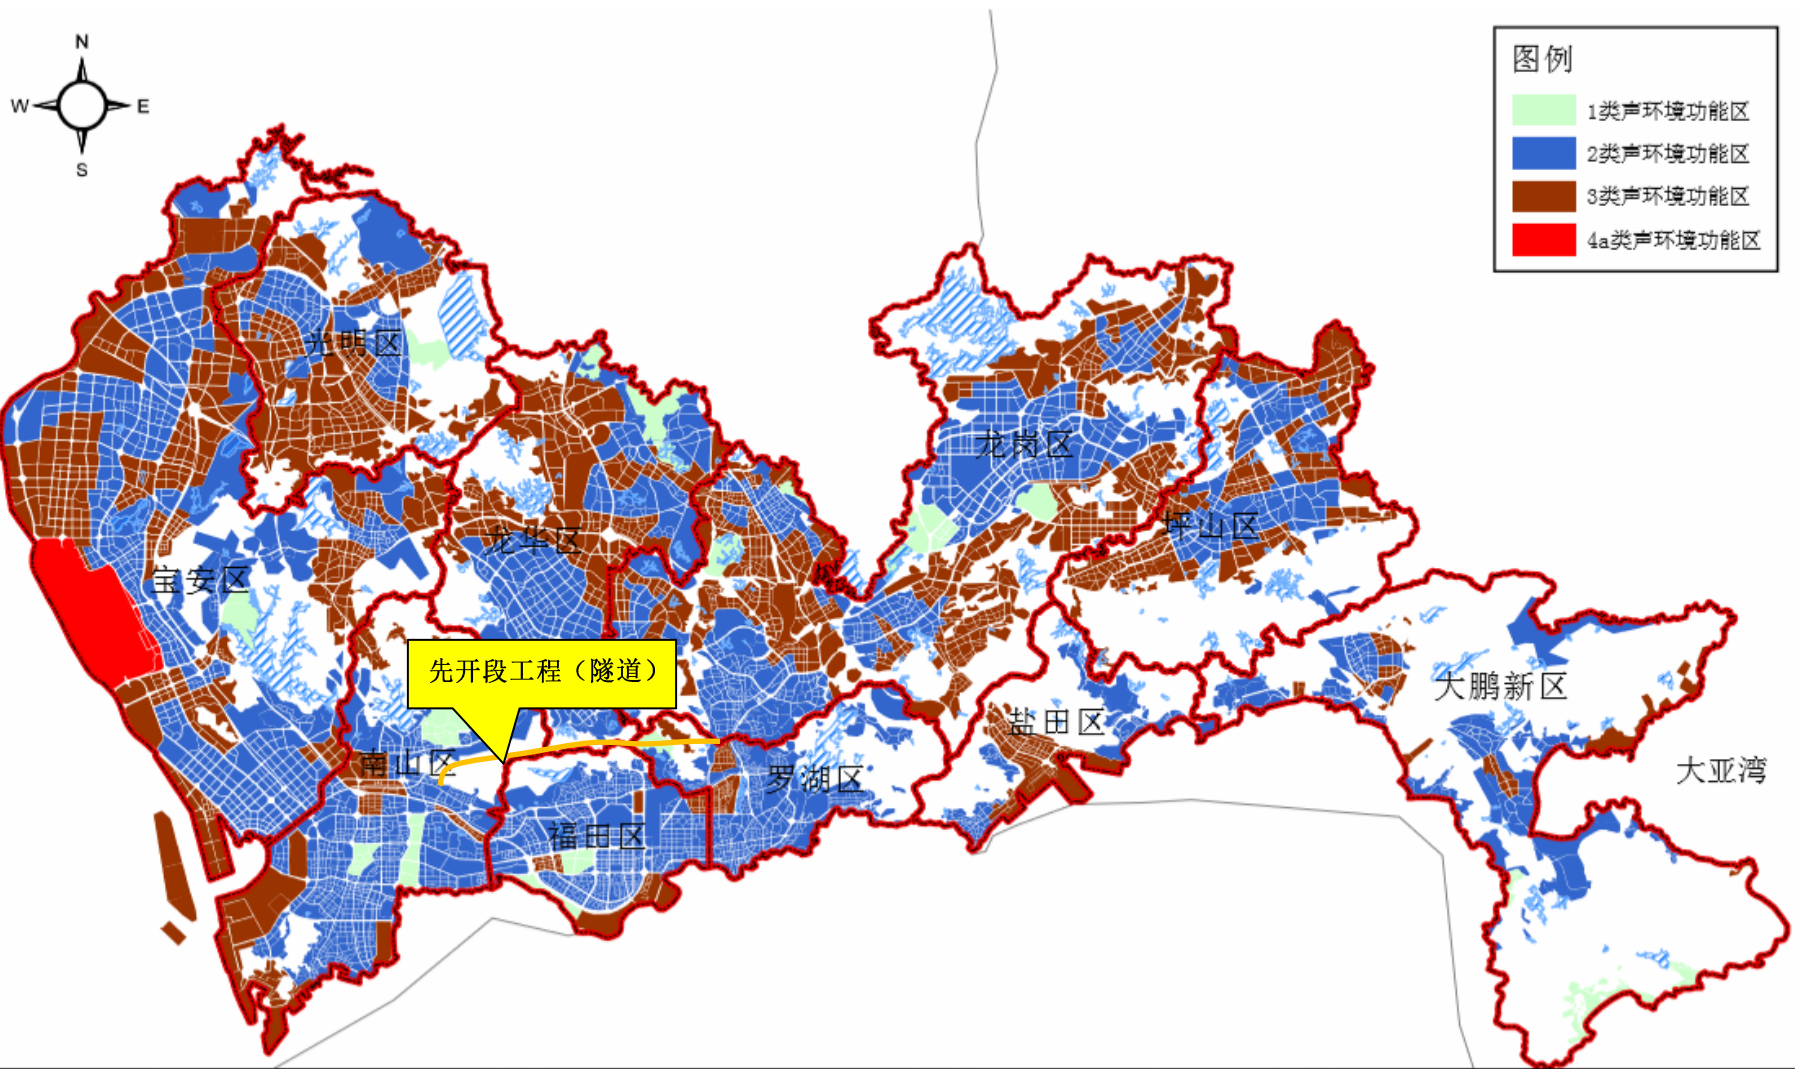 N
W
E
S
图例
1类声环境功能区
2类声环境功能区
3类声环境功能区
4a类声环境功能区
光明区
龙岗区
坪山区
龙华区
宝安区
先开段工程（隧道）
大鹏新区
盐田区
南山区
罗湖区
大亚湾
福田区